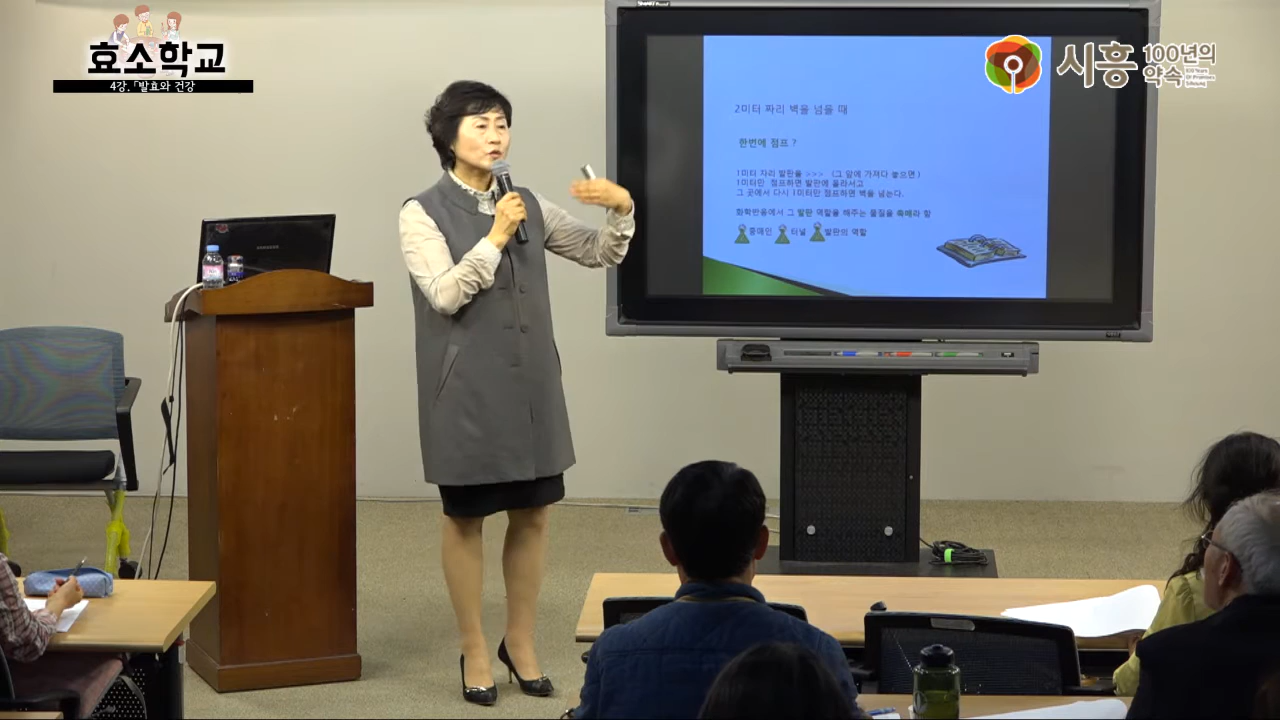 효소학교
4강. 「발효와 건강
시흥 100년의
약속
SAMSUNG
2미터 짜리 벽을 넘을 때
한번에 점프 ?
1미터 자리 발판을 >>> (그 앞에 가져다 놓으면)
1미터만 점프하면 발판에 올라서고
그 곳에서 다시 1미터만 점프하면 벽을 넘는다.
화학반응에서 그 발판 역할을 해주는 물질을 촉매라 함
중매인 터널 발판의 역할